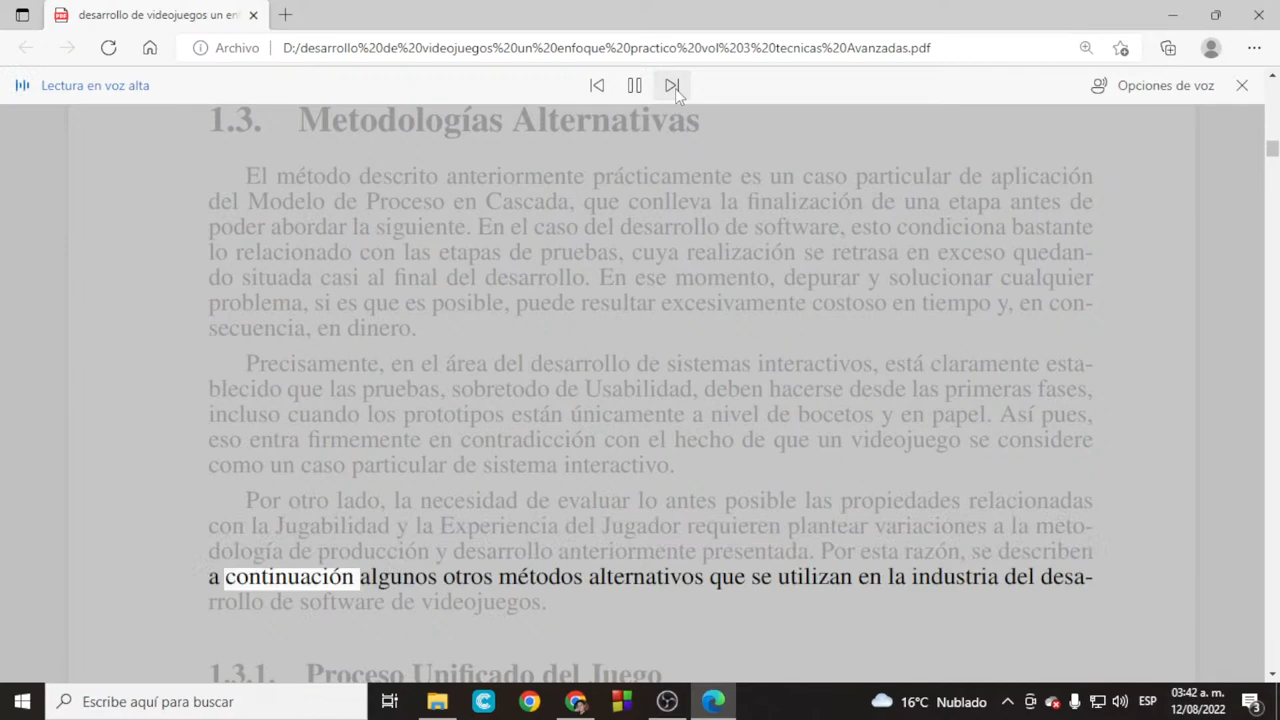 desarrollo de videojuegos un en
Archivo D:/desarrollo%20de%20videojuegos%20un%20enfoque%20practico%20vol%203%20tecnicas%20Avanzadas.pdf
Lectura en voz alta
Opciones de voz
1.3. Metodologías Alternativas
El método descrito anteriormente prácticamente es un caso particular de aplicación
del Modelo de Proceso en Cascada, que conlleva la finalización de una etapa antes de
poder abordar la siguiente. En el caso del desarrollo de software, esto condiciona bastante
lo relacionado con las etapas de pruebas, cuya realización se retrasa en exceso quedan-
do situada casi al final del desarrollo. En ese momento, depurar y solucionar cualquier
problema, si es que es posible, puede resultar excesivamente costoso en tiempo y, en con-
secuencia, en dinero.
Precisamente, en el área del desarrollo de sistemas interactivos, está claramente esta-
blecido que las pruebas, sobretodo de Usabilidad, deben hacerse desde las primeras fases,
incluso cuando los prototipos están únicamente a nivel de bocetos y en papel. Así pues,
eso entra firmemente en contradicción con el hecho de que un videojuego se considere
como un caso particular de sistema interactivo.
Por otro lado, la necesidad de evaluar lo antes posible las propiedades relacionadas
con la Jugabilidad y la Experiencia del Jugador requieren plantear variaciones a la meto-
dología de producción y desarrollo anteriormente presentada. Por esta razón, se describen
a continuación algunos otros métodos alternativos que se utilizan en la industria del desa-
rrollo de software de videojuegos.
1.3.1. Proceso Unificado del Juego
Escribe aquí para buscar
16°C Nublado
ESP
03:42 a. m.
12/08/2022
3